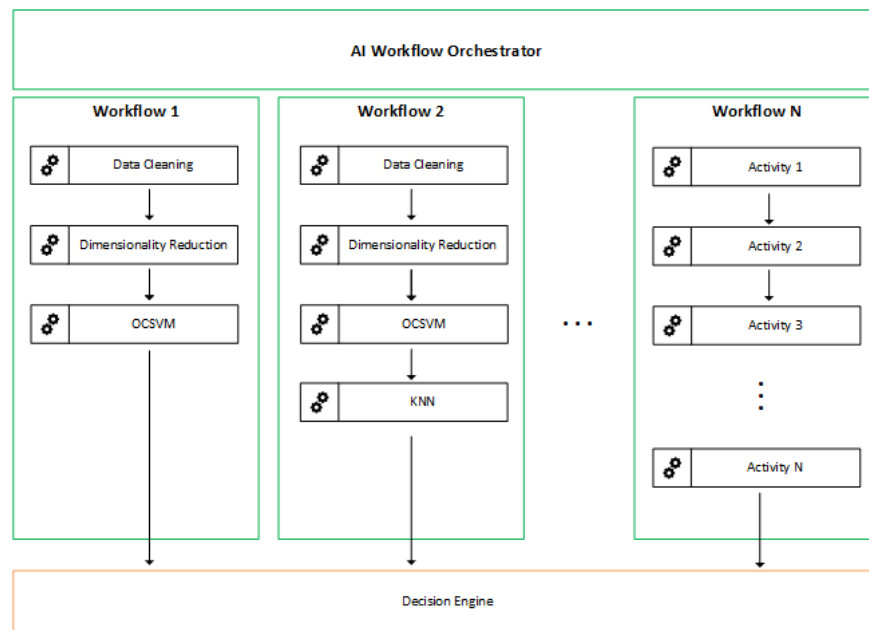 AI Workflow Orchestrator
Workflow 1
Data Cleaning
Dimensionality Reduction
OCSVM
Workflow 2
Data Cleaning
Dimensionality Reduction
OCSVM
KNN
...
Workflow N
Activity 1
Activity 2
Activity 3
Activity N
Decision Engine